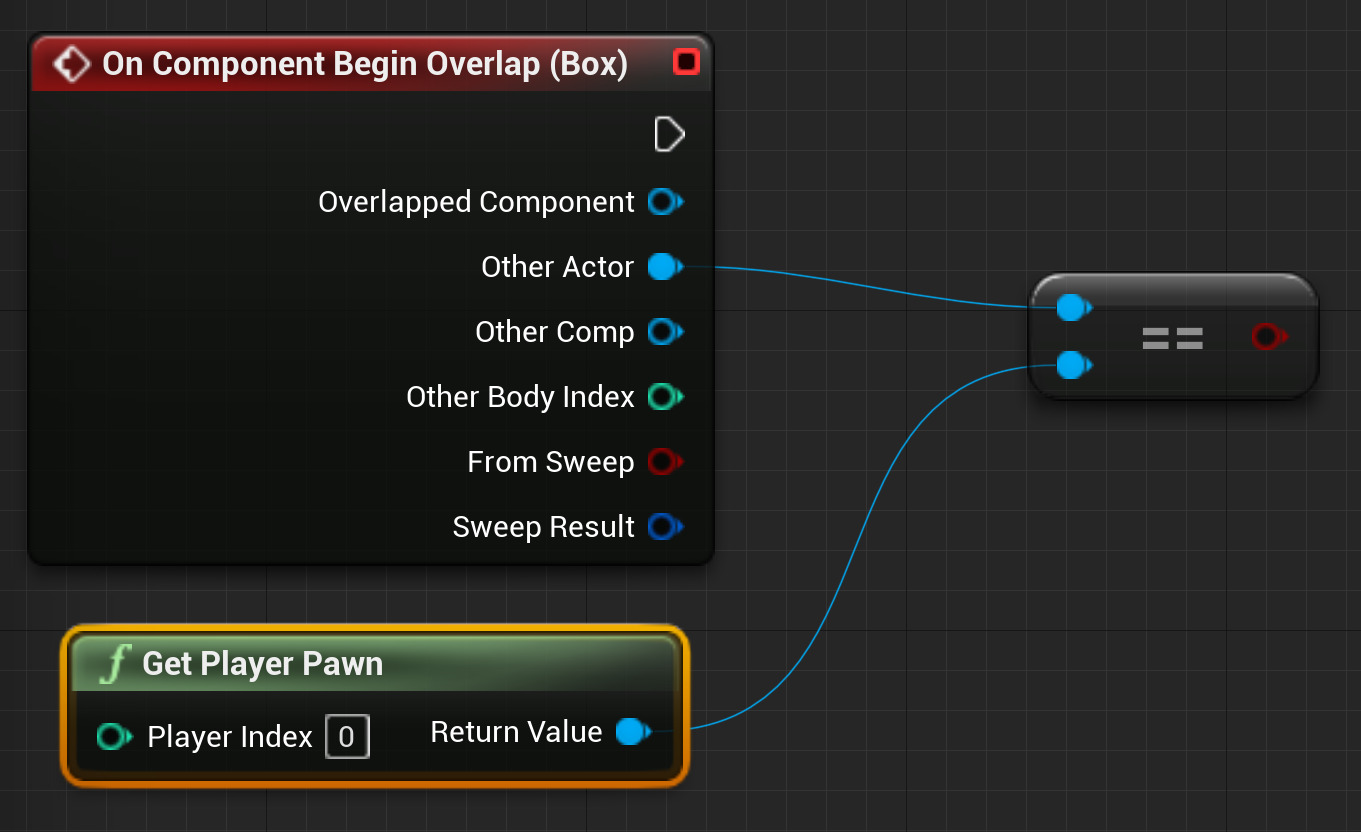 On Component Begin Overlap (Box)
Overlapped Component
Other Actor
Other Comp
==
Other Body Index
From Sweep
Sweep Result
f Get Player Pawn
Player Index 0 Return Value